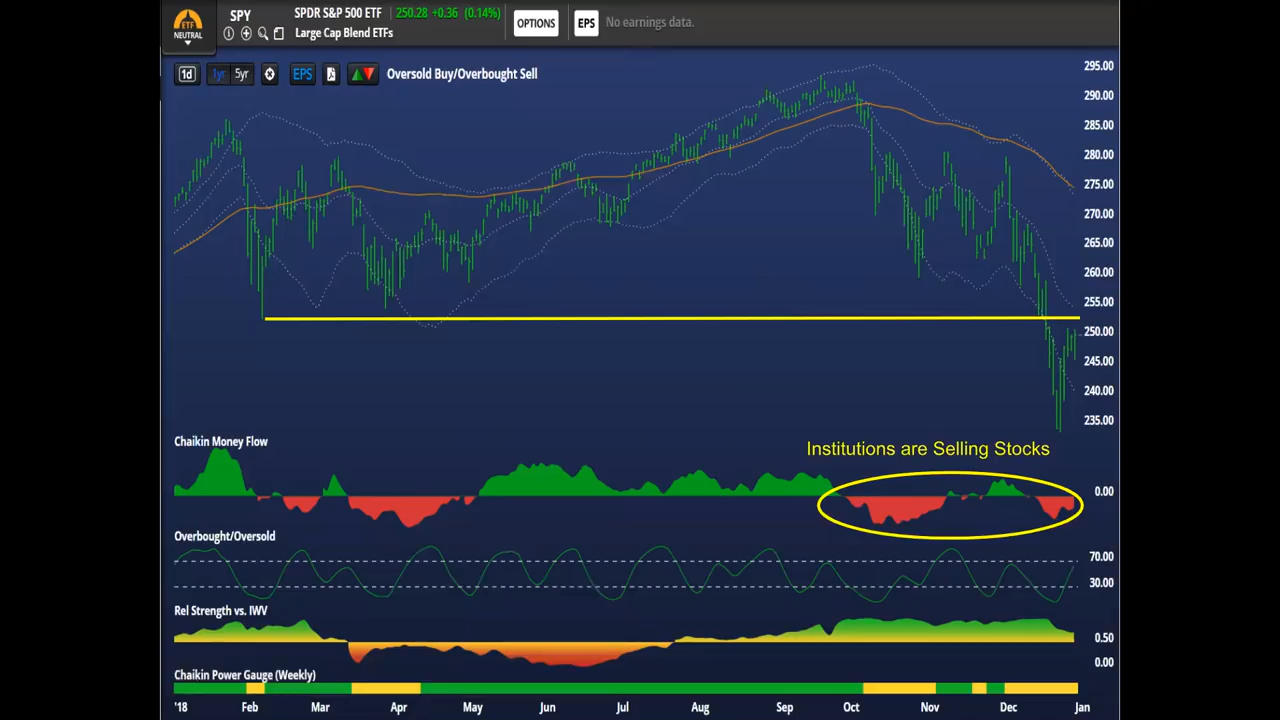 ETF
NEUTRAL
SPY
SPDR S&P 500 ETF 250.28 +0.36 (0.14%)
Large Cap Blend ETFs
OPTIONS
EPS No earnings data.
1d 1yr 5yr EPS Oversold Buy/Overbought Sell
295.00
290.00
285.00
280.00
275.00
270.00
265.00
260.00
255.00
250.00
245.00
240.00
235.00
Chaikin Money Flow
Institutions are Selling Stocks
0.00
Overbought/Oversold
70.00
30.00
Rel Strength vs. IWV
0.50
0.00
Chaikin Power Gauge (Weekly)
'18 Feb Mar Apr May Jun Jul Aug Sep Oct Nov Dec Jan